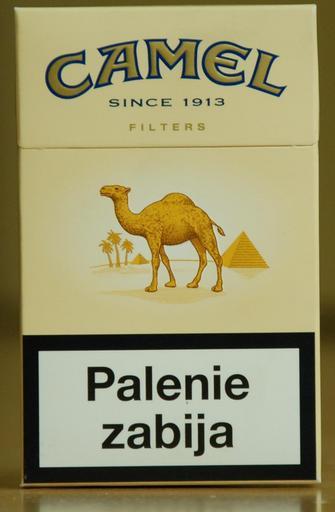 CAMEL
SINCE 1913
FILTERS
Palenie
zabija